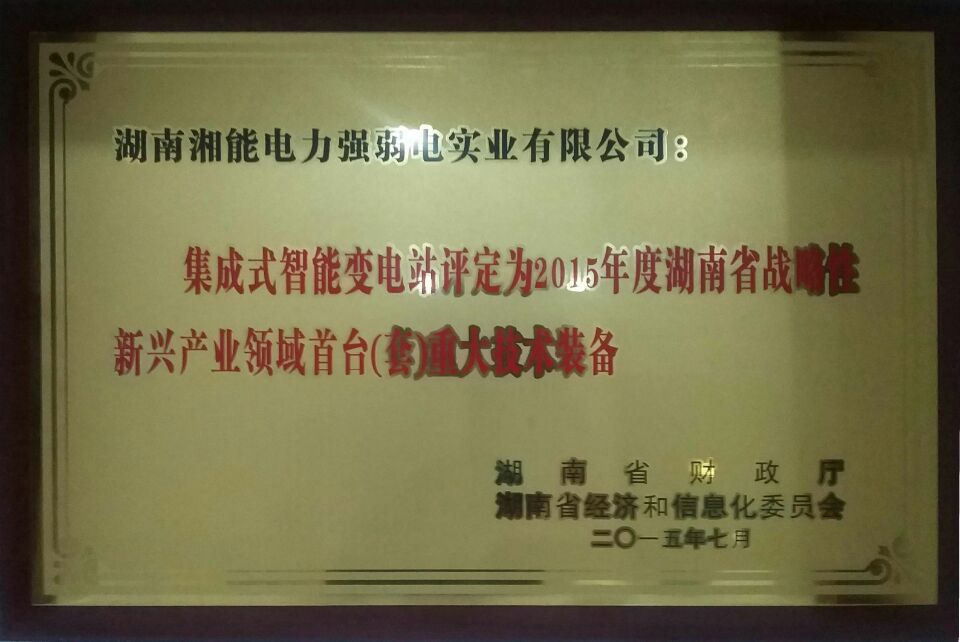 湖南湘能电力强弱电实业有限公司：
集成式智能变电站评定为2015年度湖南省战略性
新兴产业领域首台(套)重大技术装备
湖南省财政厅
湖南省经济和信息化委员会
二〇一五年七月